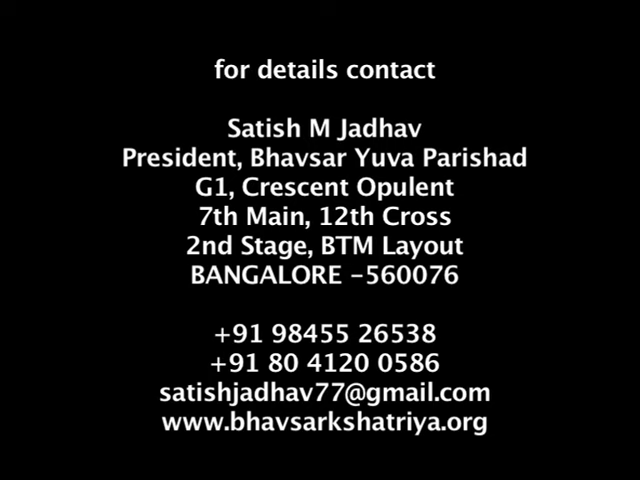 for details contact
Satish M Jadhav
President, Bhavsar Yuva Parishad
G1, Crescent Opulent
7th Main, 12th Cross
2nd Stage, BTM Layout
BANGALORE -560076
+91 98455 26538
+91 80 4120 0586
satishjadhav77@gmail.com
www.bhavsarkshatriya.org